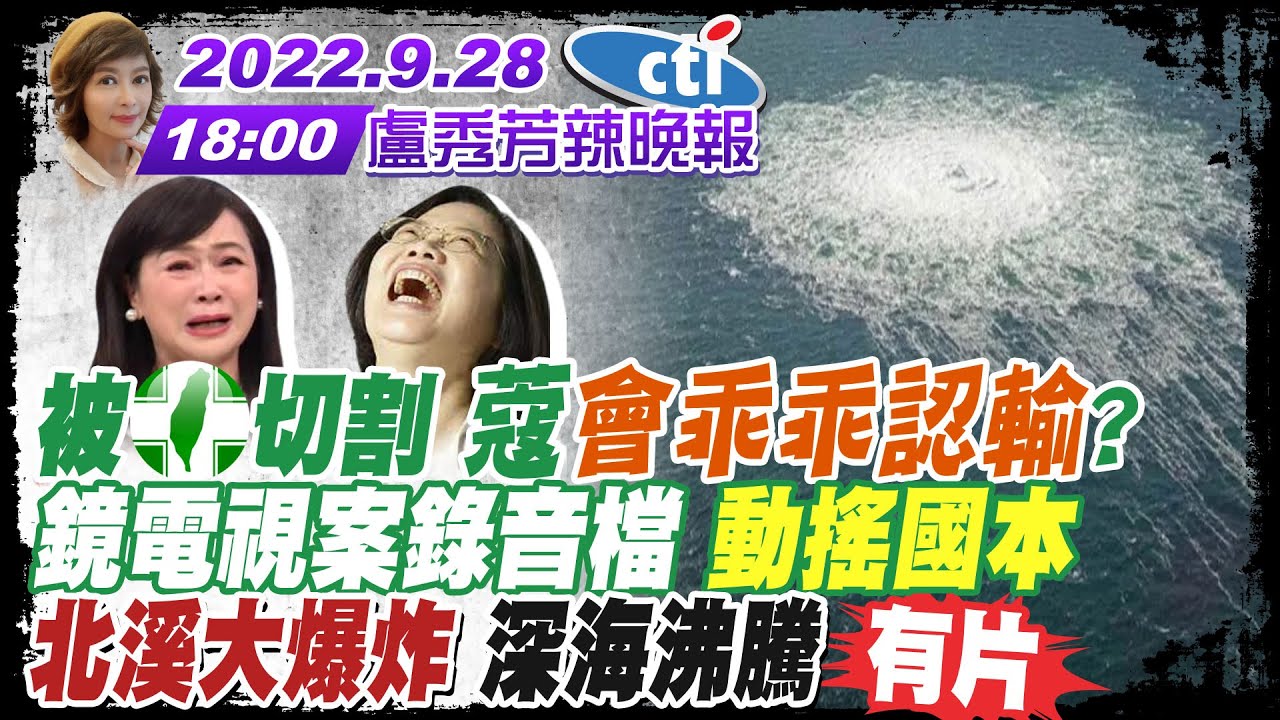 2022.9.28
cti
18:00 盧秀芳辣晚報
被 切割 蔻會乖乖認輸?
鏡電視案錄音檔 動搖國本
北溪大爆炸 深海沸騰 有片